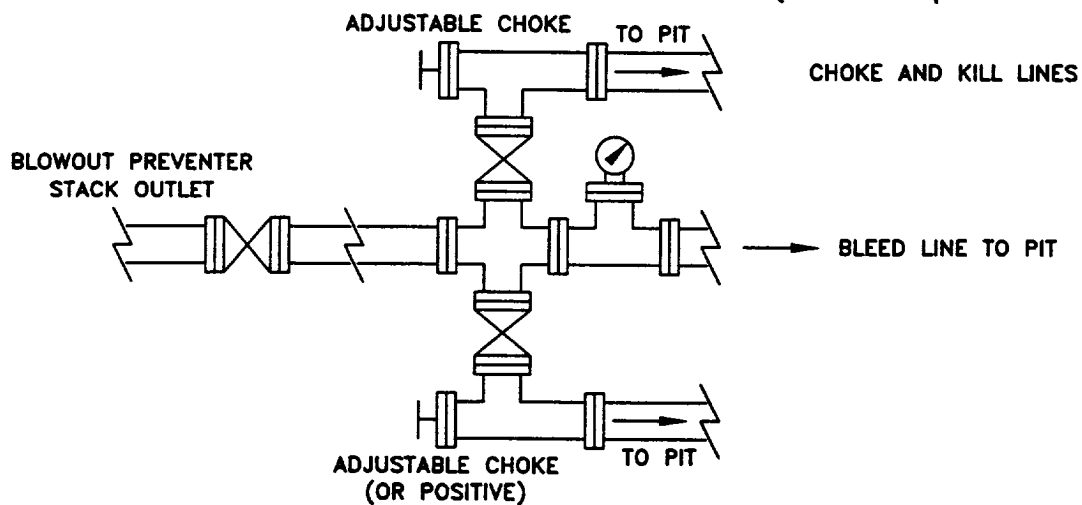 ADJUSTABLE CHOKE
TO PIT
CHOKE AND KILL LINES
BLOWOUT PREVENTER
STACK OUTLET
BLEED LINE TO PIT
TO PIT
ADJUSTABLE CHOKE
(OR POSITIVE)